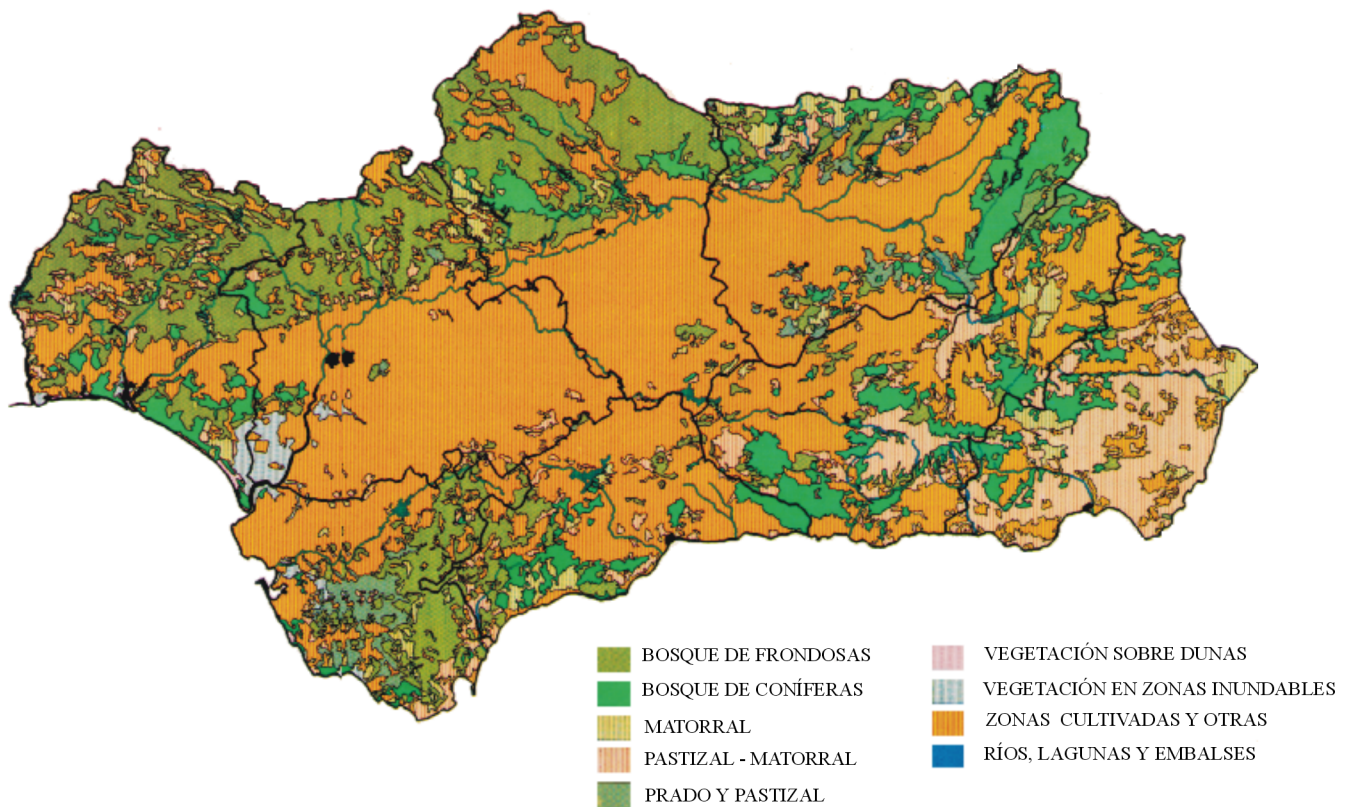 BOSQUE DE FRONDOSAS
BOSQUE DE CONÍFERAS
MATORRAL
PASTIZAL - MATORRAL
PRADO Y PASTIZAL
VEGETACIÓN SOBRE DUNAS
VEGETACIÓN EN ZONAS INUNDABLES
ZONAS CULTIVADAS Y OTRAS
RÍOS, LAGUNAS Y EMBALSES